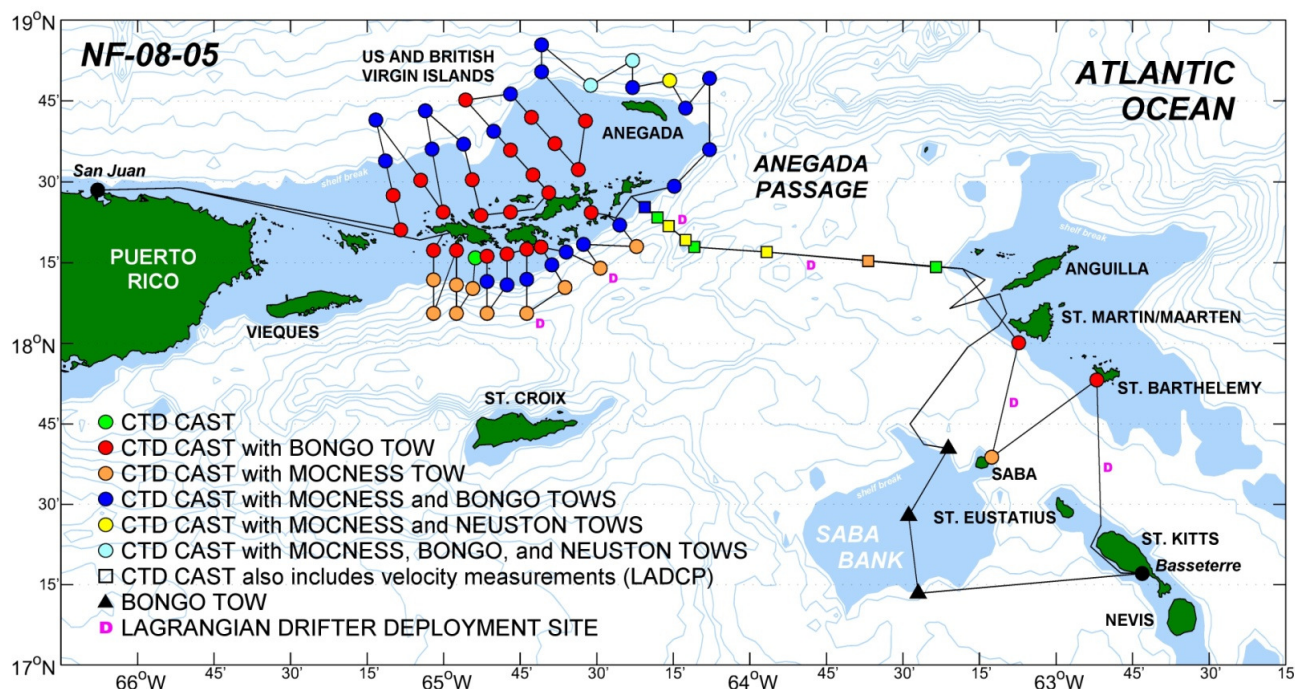 19°N
45'
30'
15'
18°N
45'
30'
15'
17°N
NF-08-05
US AND BRITISH
VIRGIN ISLANDS
ATLANTIC
OCEAN
ANEGADA
ANEGADA
PASSAGE
San Juan
shelf break
shelf break
PUERTO
RICO
VIEQUES
D
D
D
D
ANGUILLA
ST. MARTIN/MAARTEN
ST. BARTHELEMY
ST. CROIX
D
D
SABA
ST. EUSTATIUS
shelf break
SABA
BANK
ST. KITTS
Basseterre
NEVIS
CTD CAST
CTD CAST with BONGO TOW
CTD CAST with MOCNESS TOW
CTD CAST with MOCNESS and BONGO TOWS
CTD CAST with MOCNESS and NEUSTON TOWS
CTD CAST with MOCNESS, BONGO, and NEUSTON TOWS
CTD CAST also includes velocity measurements (LADCP)
BONGO TOW
D LAGRANGIAN DRIFTER DEPLOYMENT SITE
66°W
45'
30'
15'
65°W
45'
30'
15'
64°W
45'
30'
15'
63°W
45'
30'
15'